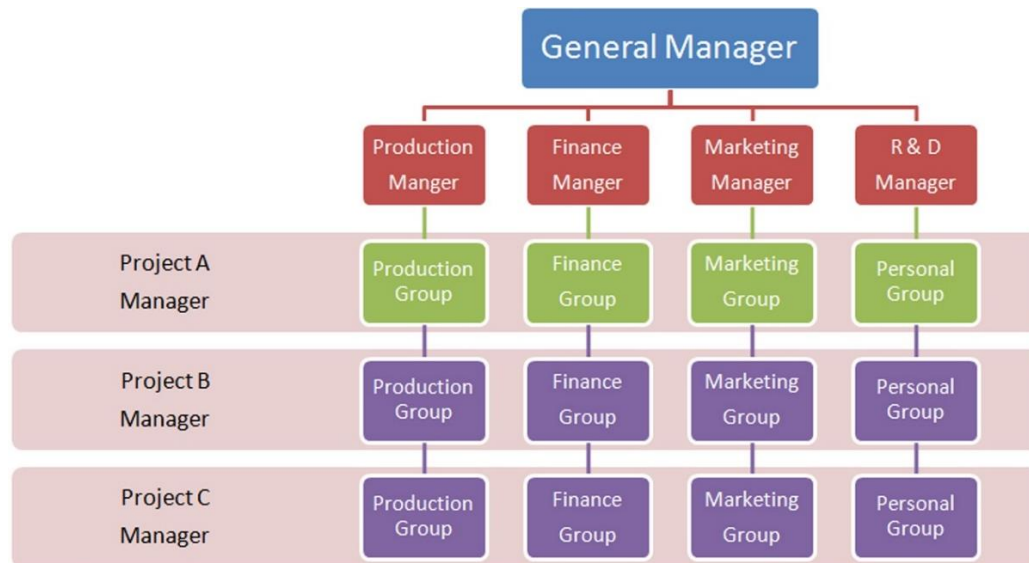 General Manager
Production
Manger
Finance
Manger
Marketing
Manager
R & D
Manager
Project A
Manager
Production
Group
Finance
Group
Marketing
Group
Personal
Group
Project B
Manager
Production
Group
Finance
Group
Marketing
Group
Personal
Group
Project C
Manager
Production
Group
Finance
Group
Marketing
Group
Personal
Group